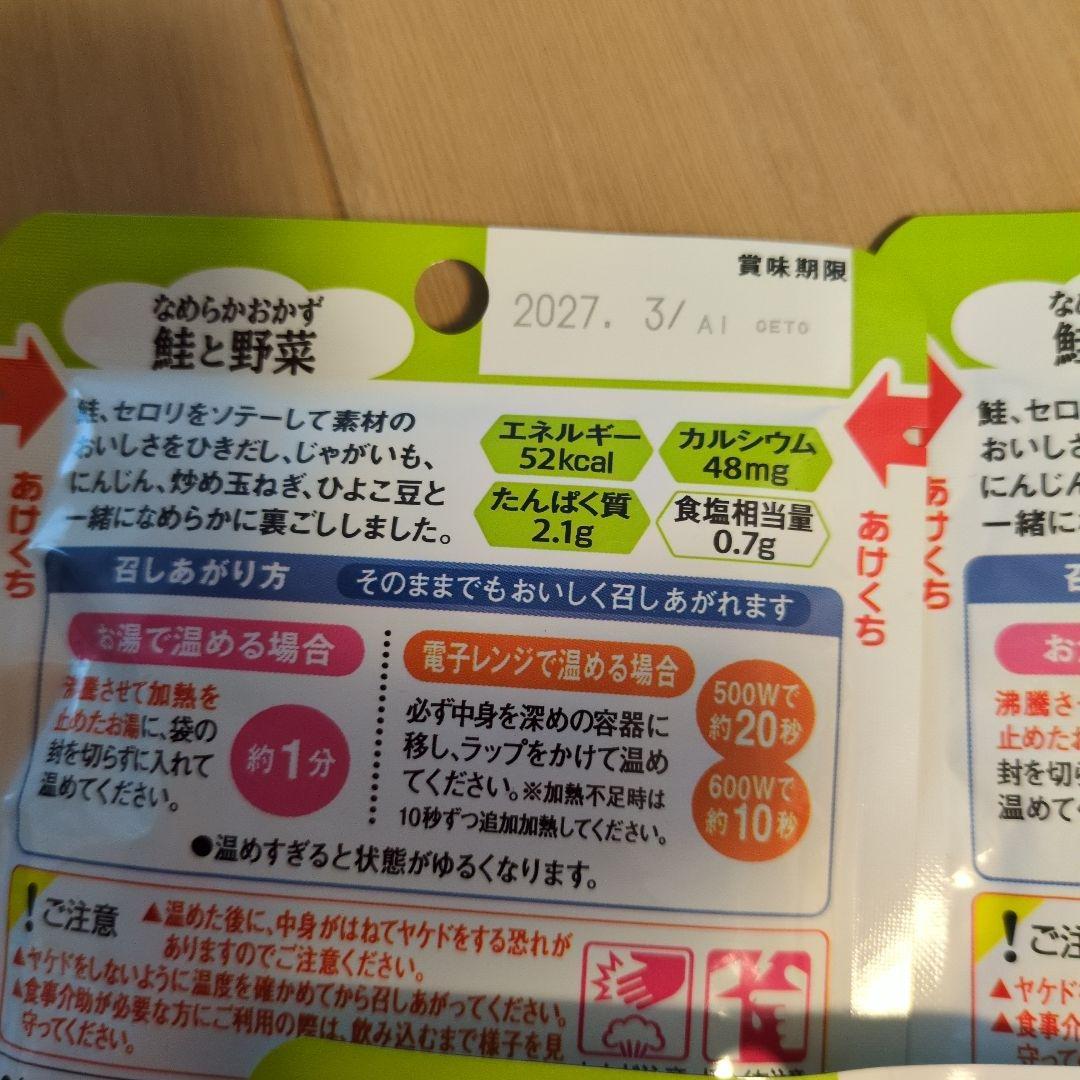 賞味期限
2027. 3/ AI GETO
なめらかおかず
鮭と野菜
鮭、セロリをソテーして素材の
おいしさをひきだし、じゃがいも、
にんじん、炒め玉ねぎ、ひよこ豆と
一緒になめらかに裏ごししました。
エネルギー
52kcal
カルシウム
48mg
たんぱく質
2.1g
食塩相当量
0.7g
あけくち
あけくち
召しあがり方
そのままでもおいしく召しあがれます
お湯で温める場合
沸騰させて加熱を
止めたお湯に、袋の
封を切らずに入れて
温めてください。
約1分
電子レンジで温める場合
必ず中身を深めの容器に
移し、ラップをかけて温め
てください。※加熱不足時は
10秒ずつ追加加熱してください。
500Wで
約20秒
600Wで
約10秒
●温めすぎると状態がゆるくなります。
!ご注意
▲温めた後に、中身がはねてヤケドをする恐れが
ありますのでご注意ください。
▲ヤケドをしないように温度を確かめてから召しあがってください。
▲食事介助が必要な方にご利用の際は、飲み込むまで様子を見
守ってください。
な
鮭
鮭、セロ
おいしさ
にんじん
一緒に
あけくち
召
お
沸騰さ
止めたお
封を切ら
温めて
!ご注
▲ヤケド
▲食事
守って